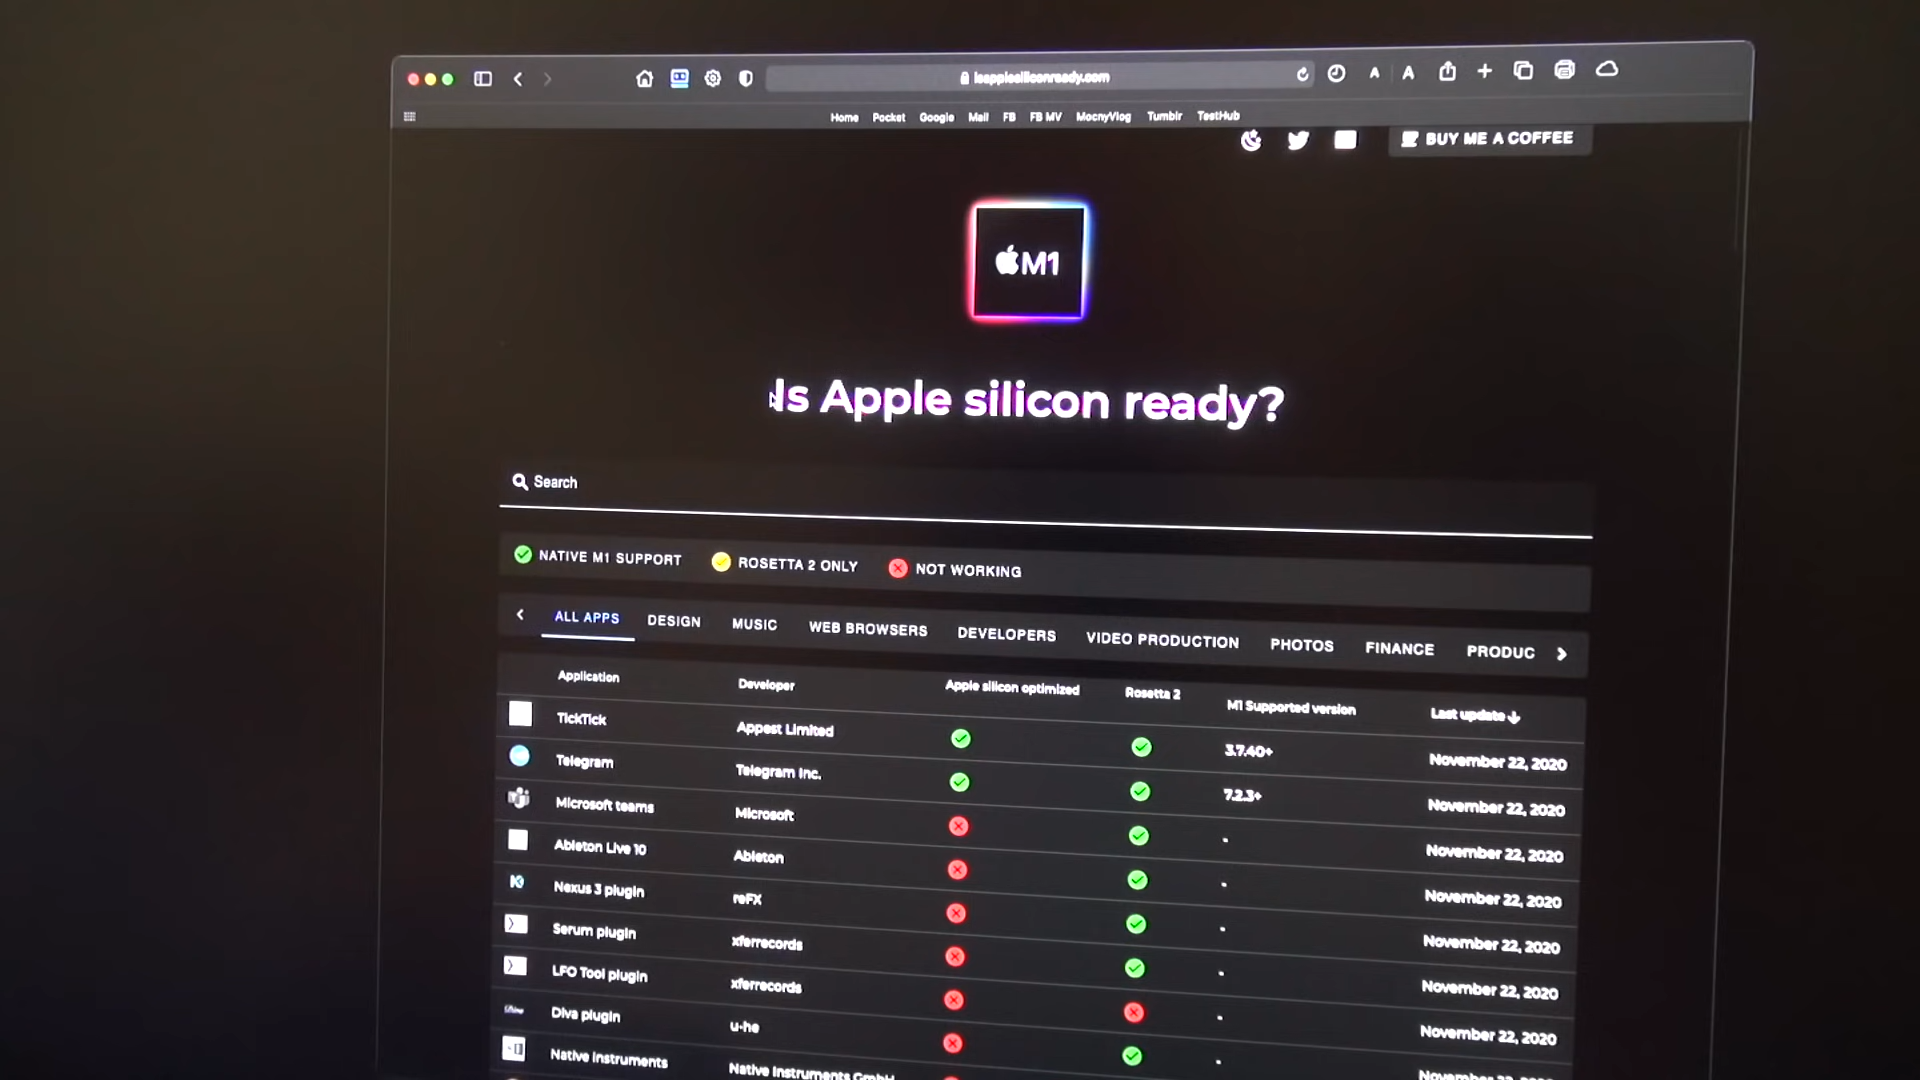 isapplesiliconready.com
A A
Home Pocket Google Mail FB FB MV MocnyVlog Tumblr TestHub
BUY ME A COFFEE
M1
Is Apple silicon ready?
Search
NATIVE M1 SUPPORT ROSETTA 2 ONLY NOT WORKING
ALL APPS DESIGN MUSIC WEB BROWSERS DEVELOPERS VIDEO PRODUCTION PHOTOS FINANCE PRODUC
Application Developer Apple silicon optimized Rosetta 2 M1 Supported version Last update
TickTick Appest Limited 3.7.40+ November 22, 2020
Telegram Telegram Inc. 7.2.3+ November 22, 2020
Microsoft teams Microsoft - November 22, 2020
Ableton Live 10 Ableton - November 22, 2020
Nexus 3 plugin reFX - November 22, 2020
Serum plugin xferrecords - November 22, 2020
LFO Tool plugin xferrecords - November 22, 2020
Diva plugin u-he - November 22, 2020
Native Instruments Native Instruments GmbH